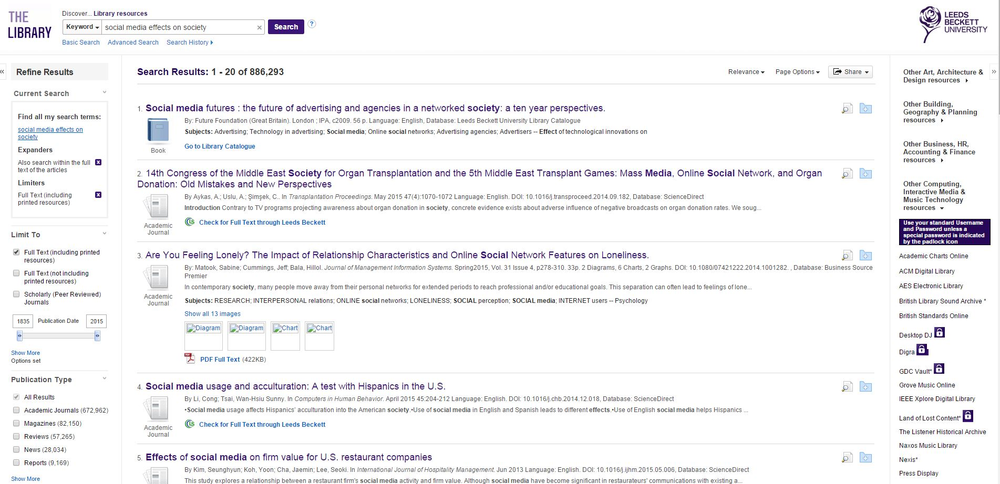 THE
LIBRARY
Discover... Library resources
Keyword
social media effects on society
×
Search
?
Basic Search
Advanced Search
Search History
LEEDS
BECKETT
UNIVERSITY
«
Refine Results
Current Search
Find all my search terms:
social media effects on
society
Expanders
Also search within the full
text of the articles
Limiters
Full Text (including
printed resources)
Limit To
Full Text (including printed
resources)
Full Text (not including
printed resources)
Scholarly (Peer Reviewed)
Journals
1835
Publication Date
2015
Show More
Options set
Publication Type
All Results
Academic Journals (672,962)
Magazines (82,150)
Reviews (57,265)
News (28,034)
Reports (9,169)
Show More
Search Results: 1 - 20 of 886,293
Relevance
Page Options
Share
1. Social media futures : the future of advertising and agencies in a networked society: a ten year perspectives.
By: Future Foundation (Great Britain). London ; IPA, c2009. 56 p. Language: English, Database: Leeds Beckett University Library Catalogue
Subjects: Advertising; Technology in advertising; Social media; Online social networks; Advertising agencies; Advertisers -- Effect of technological innovations on
Book
Go to Library Catalogue
2. 14th Congress of the Middle East Society for Organ Transplantation and the 5th Middle East Transplant Games: Mass Media, Online Social Network, and Organ
Donation: Old Mistakes and New Perspectives
By Aykas, A.; Uslu, A.; Şimşek, C.. In Transplantation Proceedings. May 2015 47(4):1070-1072 Language: English. DOI: 10.1016/j.transproceed.2014.09.182, Database: ScienceDirect
Introduction Contrary to TV programs projecting awareness about organ donation in society, concrete evidence exists about adverse influence of negative broadcasts on organ donation rates. We soug...
Academic
Journal
LS Check for Full Text through Leeds Beckett
3. Are You Feeling Lonely? The Impact of Relationship Characteristics and Online Social Network Features on Loneliness.
By: Matook, Sabine; Cummings, Jeff; Bala, Hillol. Journal of Management Information Systems. Spring2015, Vol. 31 Issue 4, p278-310. 33p. 2 Diagrams, 6 Charts, 2 Graphs. DOI: 10.1080/07421222.2014.1001282. , Database: Business Source
Premier
In contemporary society, many people move away from their personal networks for extended periods to reach professional and/or educational goals. This separation can often lead to feelings of lone...
Academic
Journal
Subjects: RESEARCH; INTERPERSONAL relations; ONLINE social networks; LONELINESS; SOCIAL perception; SOCIAL media; INTERNET users -- Psychology
Show all 13 images
Diagram
Diagram
Chart
Chart
PDF
PDF Full Text (422KB)
4. Social media usage and acculturation: A test with Hispanics in the U.S.
By Li, Cong; Tsai, Wan-Hsiu Sunny. In Computers in Human Behavior. April 2015 45:204-212 Language: English. DOI: 10.1016/j.chb.2014.12.018, Database: ScienceDirect
•Social media usage affects Hispanics’ acculturation into the American society.•Use of social media in English and Spanish leads to different effects.•Use of English social media helps Hispanics ...
Academic
Journal
LS Check for Full Text through Leeds Beckett
5. Effects of social media on firm value for U.S. restaurant companies
By Kim, Seunghyun; Koh, Yoon; Cha, Jaemin; Lee, Seoki. In International Journal of Hospitality Management. Jun 2013 Language: English. DOI: 10.1016/j.ijhm.2015.05.006, Database: ScienceDirect
This study explores a relationship between a restaurant firm's social media activity and firm value. Although social media have become significant in restaurateurs' communications with existing a...
»
Other Art, Architecture &
Design resources
Other Building,
Geography & Planning
resources
Other Business, HR,
Accounting & Finance
resources
Other Computing,
Interactive Media &
Music Technology
resources
Use your standard Username
and Password unless a
special password is indicated
by the padlock icon
Academic Charts Online
ACM Digital Library
AES Electronic Library
British Library Sound Archive *
British Standards Online
Desktop DJ
Digra
GDC Vault*
Grove Music Online
IEEE Xplore Digital Library
Land of Lost Content*
The Listener Historical Archive
Naxos Music Library
Nexis*
Press Display